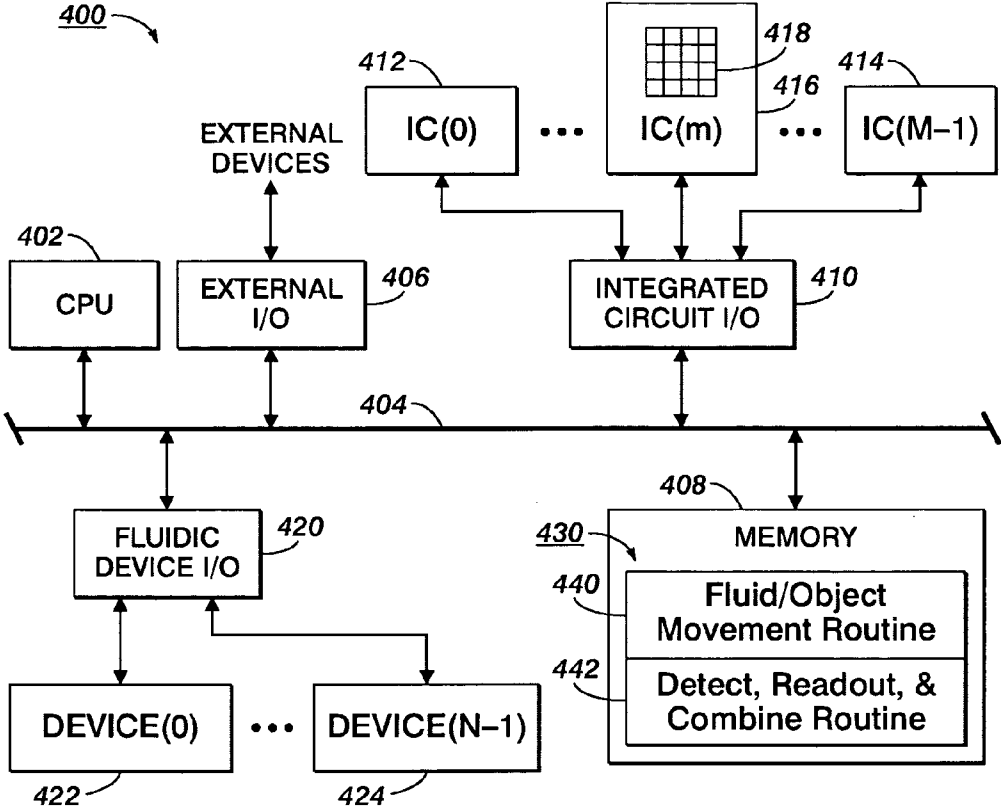 400
412
418
416
414
IC(0)
•••
IC(m)
•••
IC(M–1)
EXTERNAL
DEVICES
402
CPU
EXTERNAL
I/O
406
INTEGRATED
CIRCUIT I/O
410
404
FLUIDIC
DEVICE I/O
420
408
MEMORY
430
440
Fluid/Object
Movement Routine
442
Detect, Readout, &
Combine Routine
DEVICE(0)
•••
DEVICE(N–1)
422
424